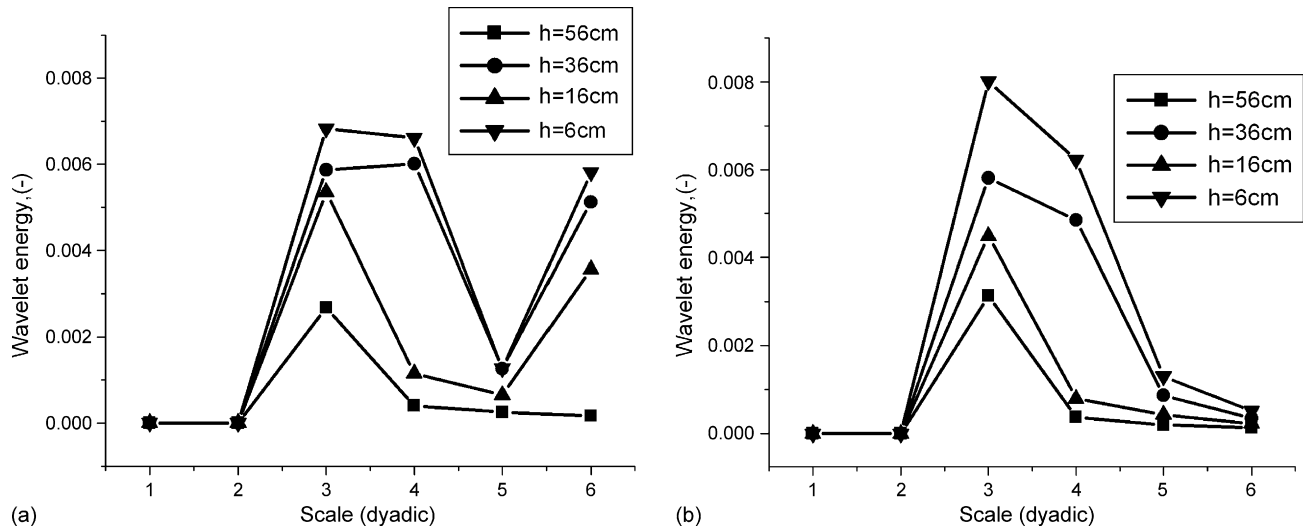 h=56cm
h=36cm
h=16cm
h=6cm
0.008
0.006
0.004
0.002
0.000
Wavelet energy,(-)
1 2 3 4 5 6
Scale (dyadic)
(a)
h=56cm
h=36cm
h=16cm
h=6cm
0.008
0.006
0.004
0.002
0.000
Wavelet energy,(-)
1 2 3 4 5 6
Scale (dyadic)
(b)